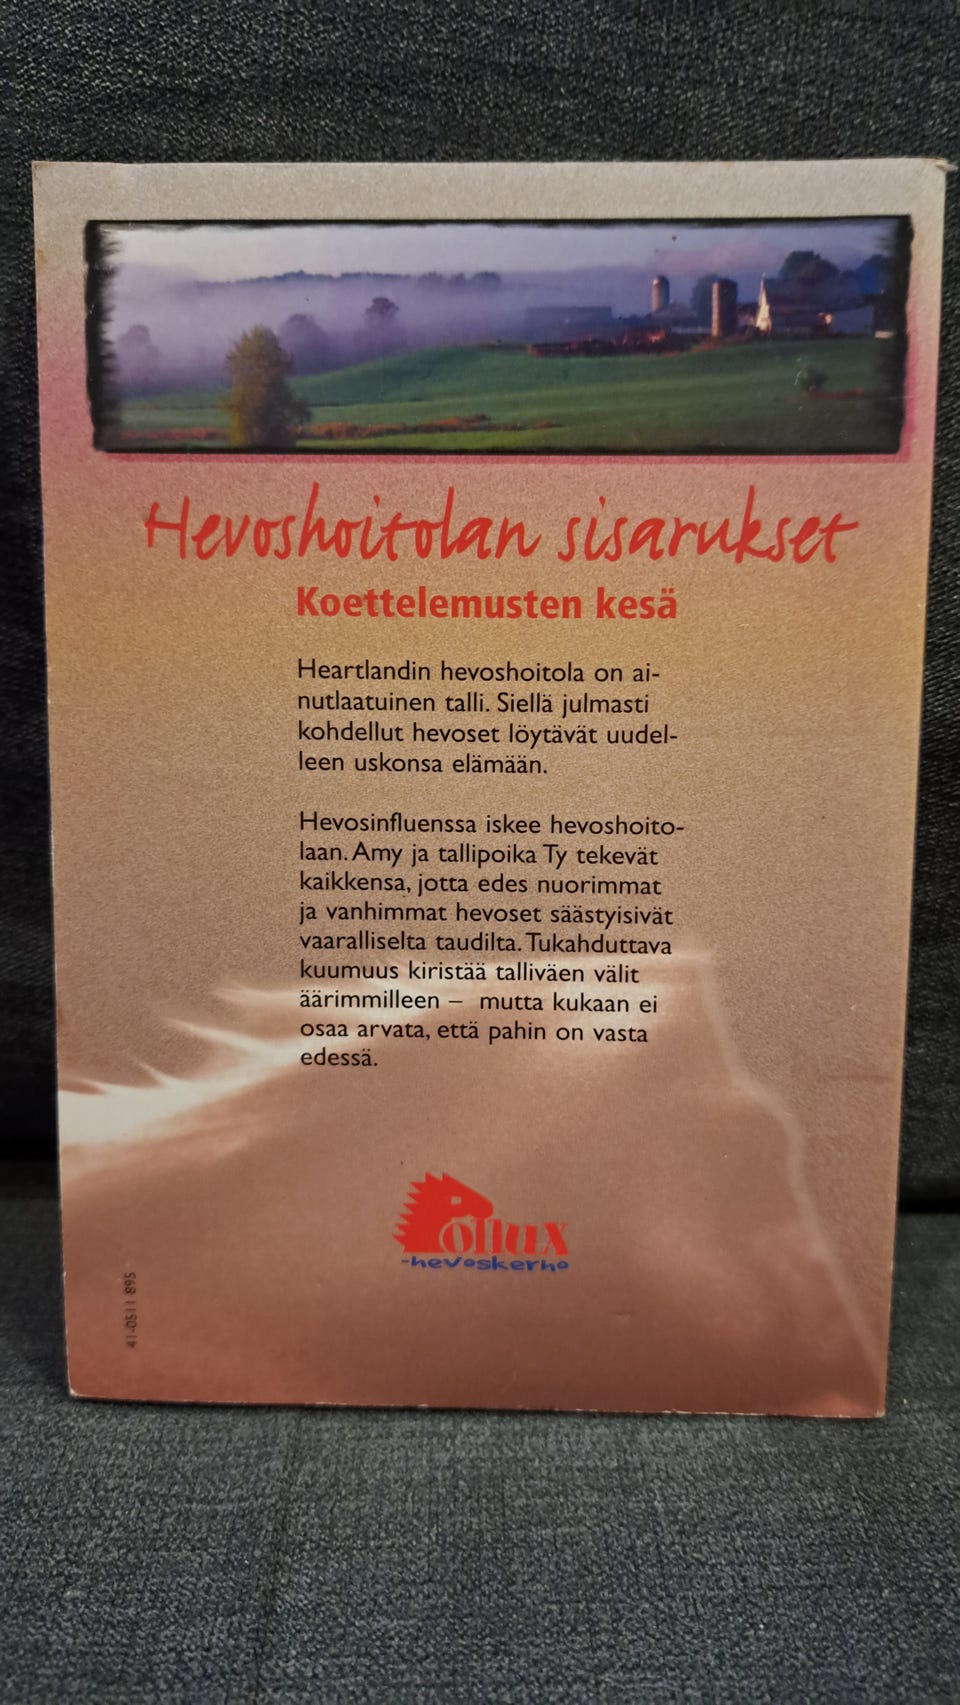 Hevoshoitolan sisarukset
Koettelemusten kesä
Heartlandin hevoshoitola on ai-
nutlaatuinen talli. Siellä julmasti
kohdellut hevoset löytävät uudel-
leen uskonsa elämään.
Hevosinfluenssa iskee hevoshoito-
laan. Amy ja tallipoika Ty tekevät
kaikkensa, jotta edes nuorimmat
ja vanhimmat hevoset säästyisivät
vaaralliselta taudilta. Tukahduttava
kuumuus kiristää talliväen välit
äärimmilleen – mutta kukaan ei
osaa arvata, että pahin on vasta
edessä.
Pollux
-hevoskerho
41-0511 895